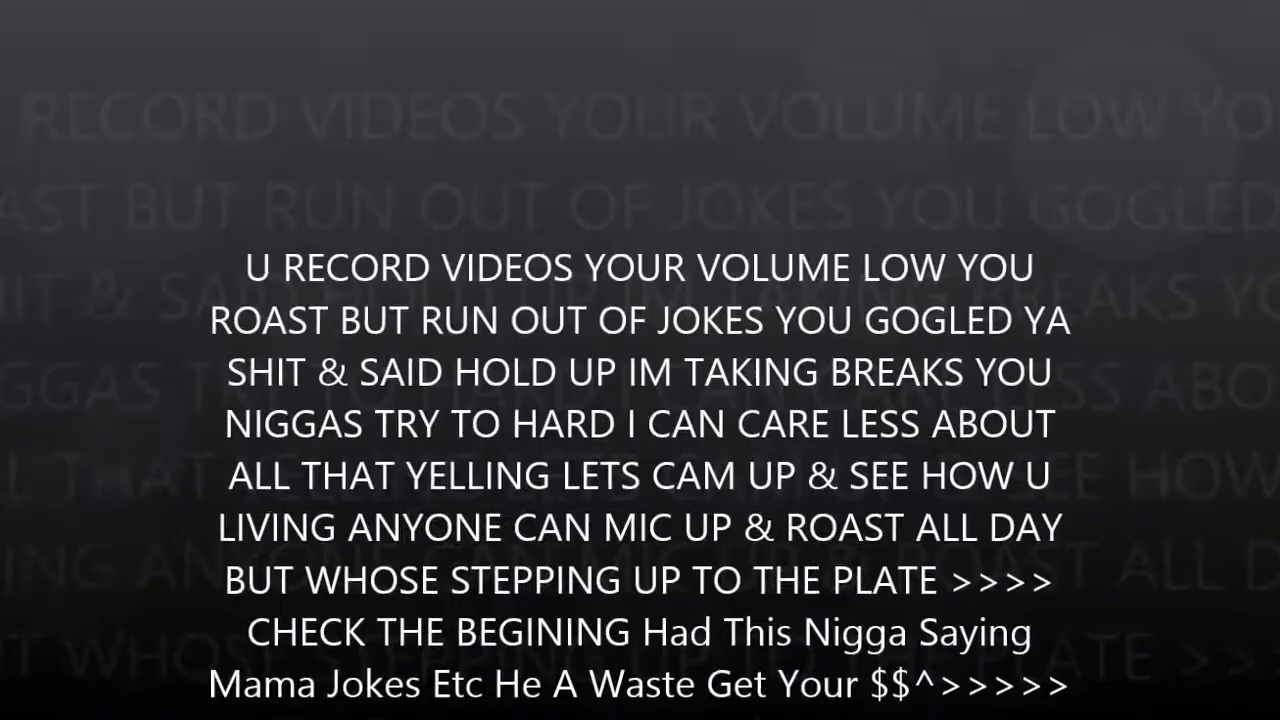 U RECORD VIDEOS YOUR VOLUME LOW YOU
ROAST BUT RUN OUT OF JOKES YOU GOGLED YA
SHIT & SAID HOLD UP IM TAKING BREAKS YOU
NIGGAS TRY TO HARD I CAN CARE LESS ABOUT
ALL THAT YELLING LETS CAM UP & SEE HOW U
LIVING ANYONE CAN MIC UP & ROAST ALL DAY
BUT WHOSE STEPPING UP TO THE PLATE >>>>
CHECK THE BEGINING Had This Nigga Saying
Mama Jokes Etc He A Waste Get Your $$^>>>>>